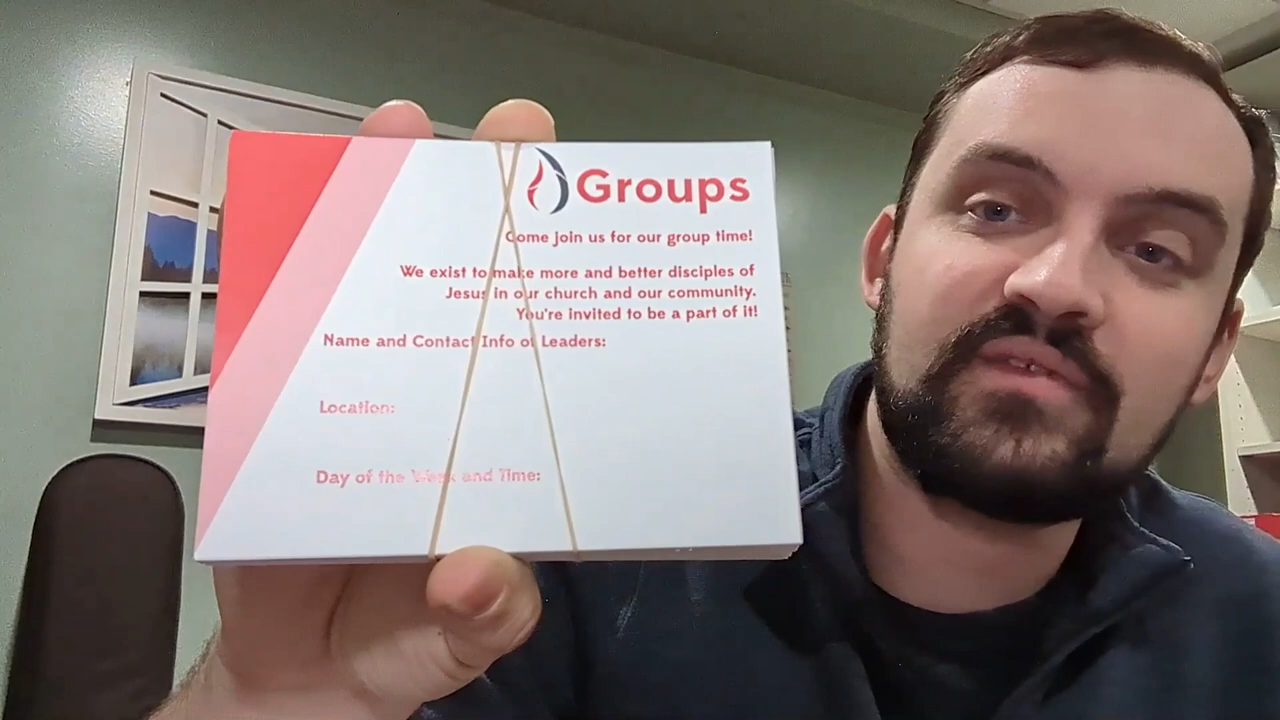 Groups
Come Join us for our group time!
We exist to make more and better disciples of
Jesus in our church and our community.
You're invited to be a part of it!
Name and Contact Info of Leaders:
Location:
Day of the Week and Time: